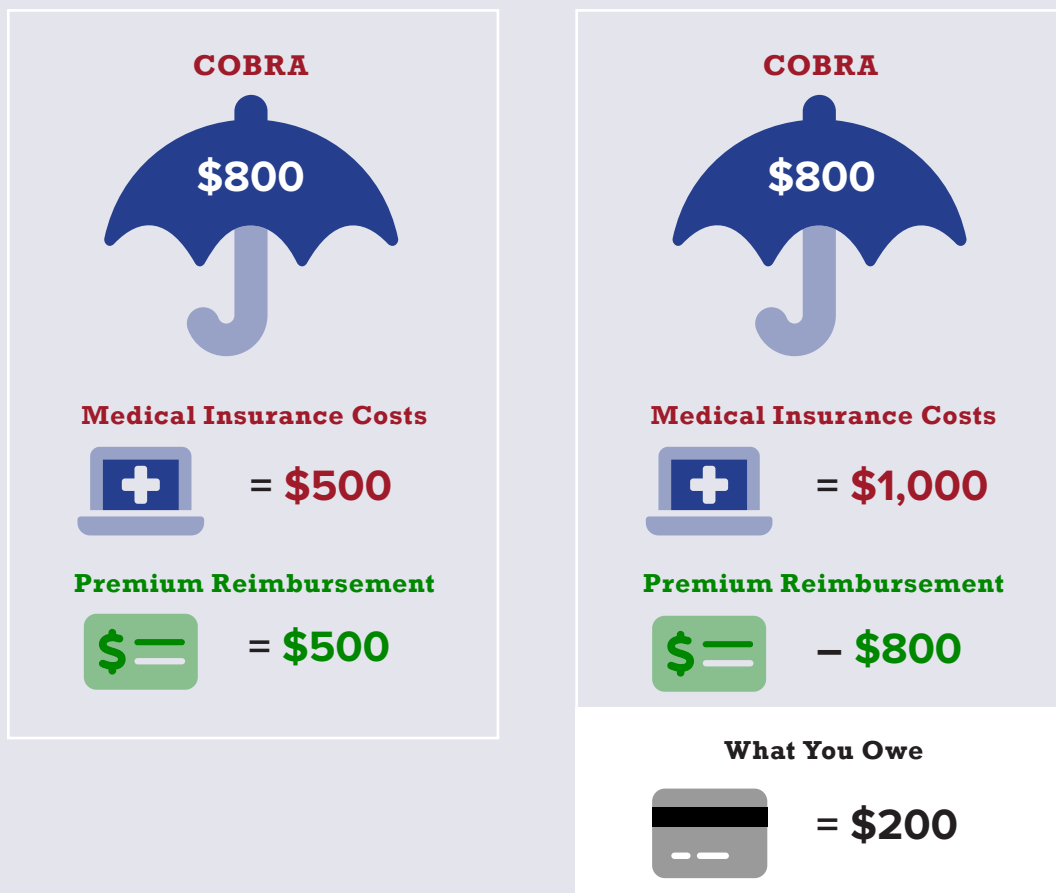 COBRA
$800
Medical Insurance Costs
= $500
Premium Reimbursement
$
= $500
COBRA
$800
Medical Insurance Costs
= $1,000
Premium Reimbursement
$
– $800
What You Owe
= $200